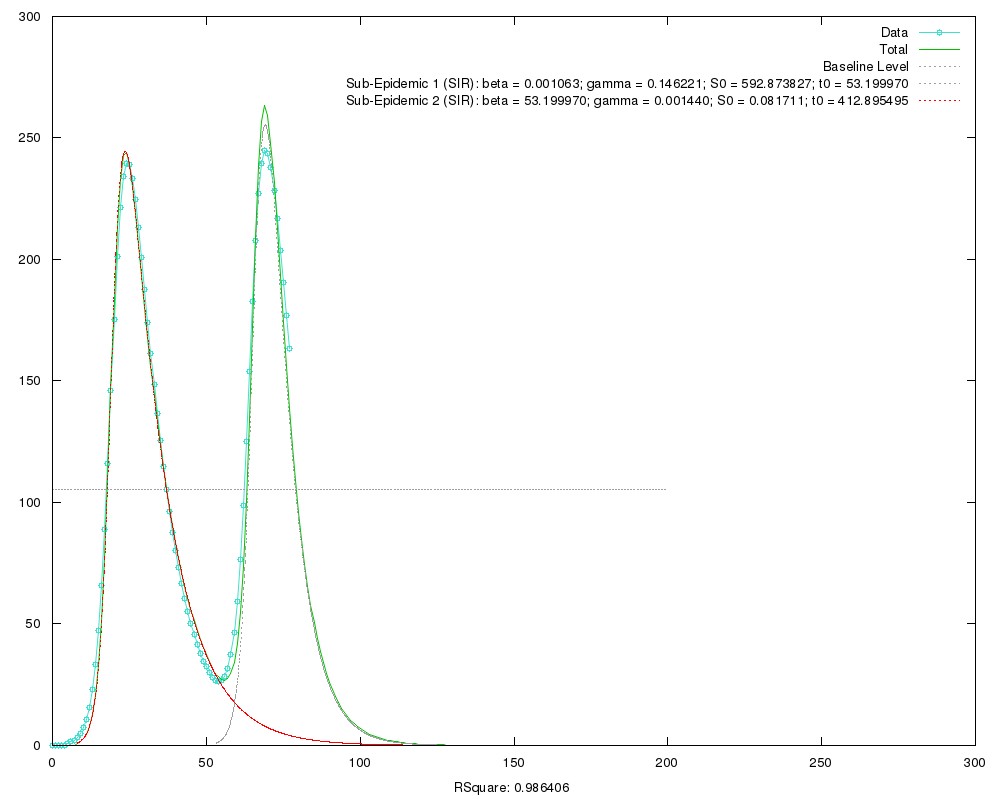 300
250
200
150
100
50
0
Data
Total
Baseline Level
Sub-Epidemic 1 (SIR): beta = 0.001063; gamma = 0.146221; S0 = 592.873827; t0 = 53.199970
Sub-Epidemic 2 (SIR): beta = 53.199970; gamma = 0.001440; S0 = 0.081711; t0 = 412.895495
0 50 100 150 200 250 300
RSquare: 0.986406